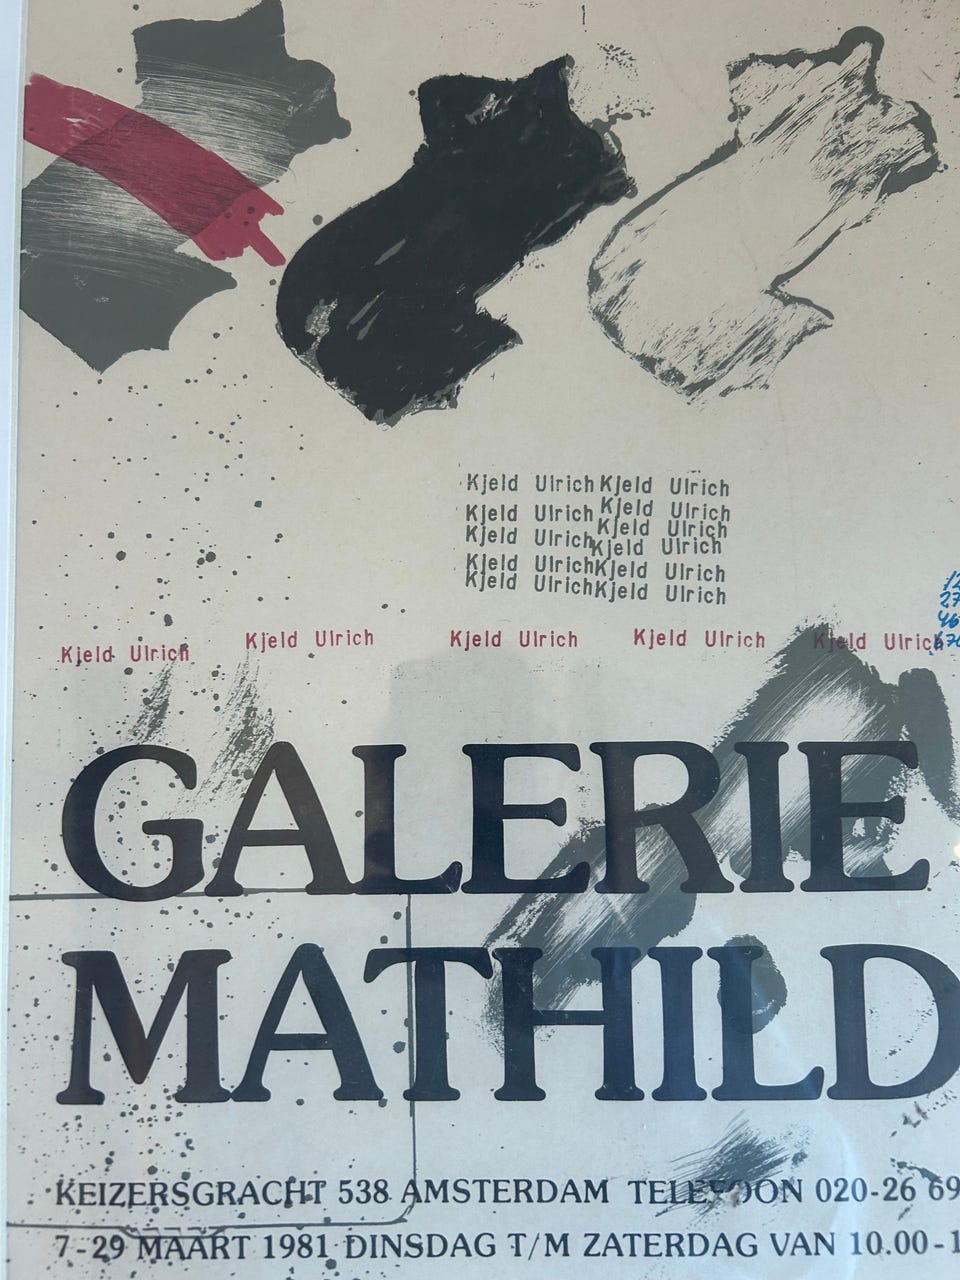 Kjeld Ulrich Kjeld Ulrich
Kjeld Ulrich Kjeld Ulrich
Kjeld Ulrich Kjeld Ulrich
Kjeld Ulrich
Kjeld Ulrich Kjeld Ulrich
Kjeld Ulrich Kjeld Ulrich
Kjeld Ulrich Kjeld Ulrich Kjeld Ulrich Kjeld Ulrich Kjeld Ulrich
GALERIE
MATHILD
KEIZERSGRACHT 538 AMSTERDAM TELEFOON 020-26 69
7-29 MAART 1981 DINSDAG T/M ZATERDAG VAN 10.00-1